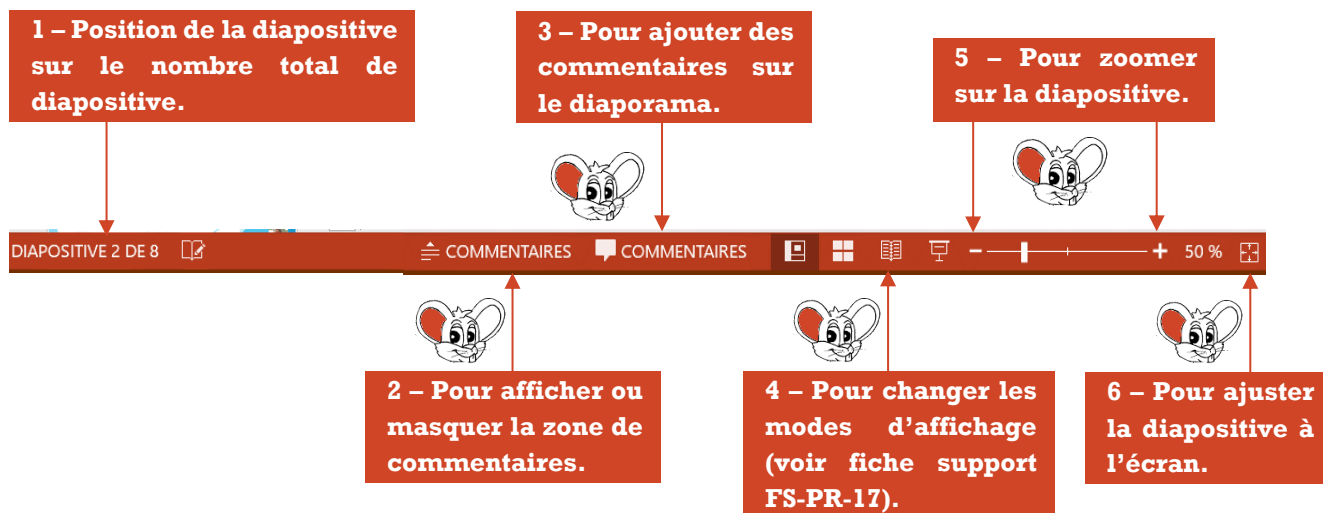 1 – Position de la diapositive
sur le nombre total de
diapositive.
3 – Pour ajouter des
commentaires sur
le diaporama.
5 – Pour zoomer
sur la diapositive.
DIAPOSITIVE 2 DE 8
COMMENTAIRES
COMMENTAIRES
50 %
2 – Pour afficher ou
masquer la zone de
commentaires.
4 – Pour changer les
modes d’affichage
(voir fiche support
FS-PR-17).
6 – Pour ajuster
la diapositive à
l’écran.